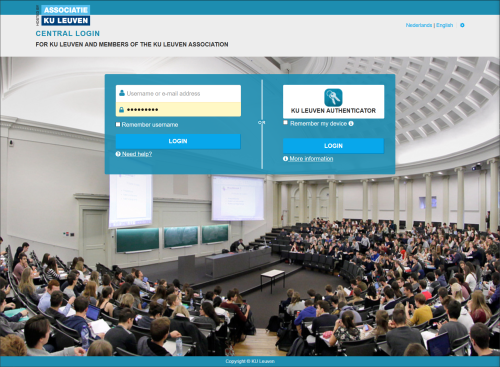 ASSOCIATIE
KU LEUVEN
CENTRAL LOGIN
FOR KU LEUVEN AND MEMBERS OF THE KU LEUVEN ASSOCIATION
Nederlands | English
Username or e-mail address
•••••••••
Remember username
LOGIN
Need help?
OR
KU LEUVEN AUTHENTICATOR
Remember my device
LOGIN
More information
Copyright © KU Leuven